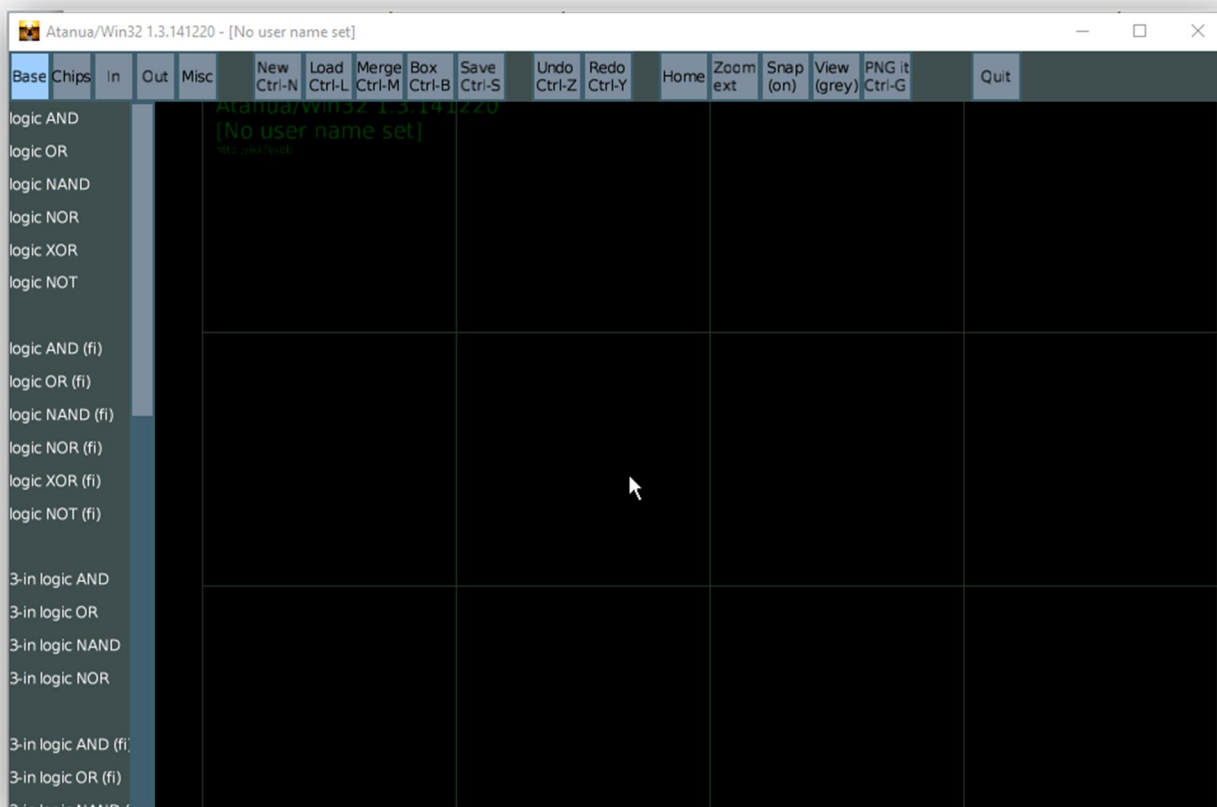 Atanua/Win32 1.3.141220 - [No user name set]
Base Chips In Out Misc New Ctrl-N Load Ctrl-L Merge Ctrl-M Box Ctrl-B Save Ctrl-S Undo Ctrl-Z Redo Ctrl-Y Home Zoom ext Snap (on) View (grey) PNG it Ctrl-G Quit
Atanua/Win32 1.3.141220
[No user name set]
logic AND
logic OR
logic NAND
logic NOR
logic XOR
logic NOT
logic AND (fi)
logic OR (fi)
logic NAND (fi)
logic NOR (fi)
logic XOR (fi)
logic NOT (fi)
3-in logic AND
3-in logic OR
3-in logic NAND
3-in logic NOR
3-in logic AND (fi)
3-in logic OR (fi)
3-in logic NAND (